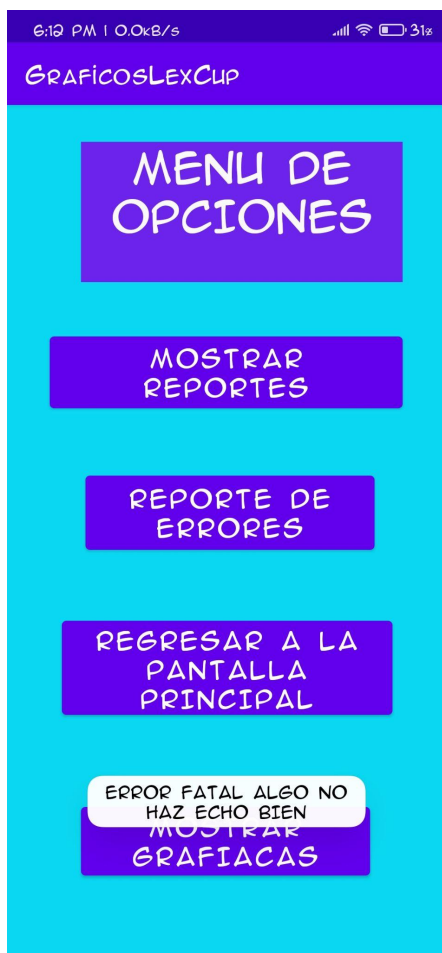 6:12 PM | 0.0KB/s
31%
GraficosLexCup
MENU DE
OPCIONES
MOSTRAR
REPORTES
REPORTE DE
ERRORES
REGRESAR A LA
PANTALLA
PRINCIPAL
ERROR FATAL ALGO NO
HAZ ECHO BIEN
MOSTRAR
GRAFIACAS